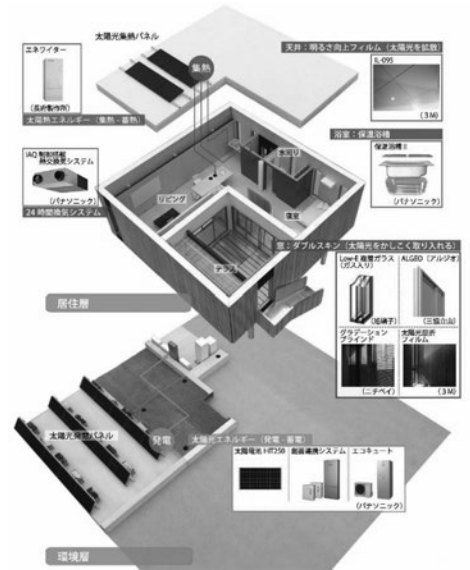 太陽光集熱パネル
エネワイター
(長府製作所)
太陽熱エネルギー(集熱・蓄熱)
集熱
天井：明るさ向上フィルム（太陽光を拡散）
IL-095
(3M)
浴室：保温浴槽
保温浴槽Ⅱ
(パナソニック)
IAQ制御搭載
熱交換気システム
(パナソニック)
24時間換気システム
水回り
リビング
寝室
テラス
居住層
窓：ダブルスキン（太陽光をかしこく取り入れる）
Low-E複層ガラス
(ガス入り)
(旭硝子)
ALGEO(アルジオ)
(三協立山)
グラデーション
ブラインド
(ニチベイ)
太陽光遮蔽
フィルム
(3M)
太陽光発電パネル
発電
太陽光エネルギー（発電・蓄電）
太陽電池 HIT250
創蓄連携システム
エコキュート
(パナソニック)
環境層